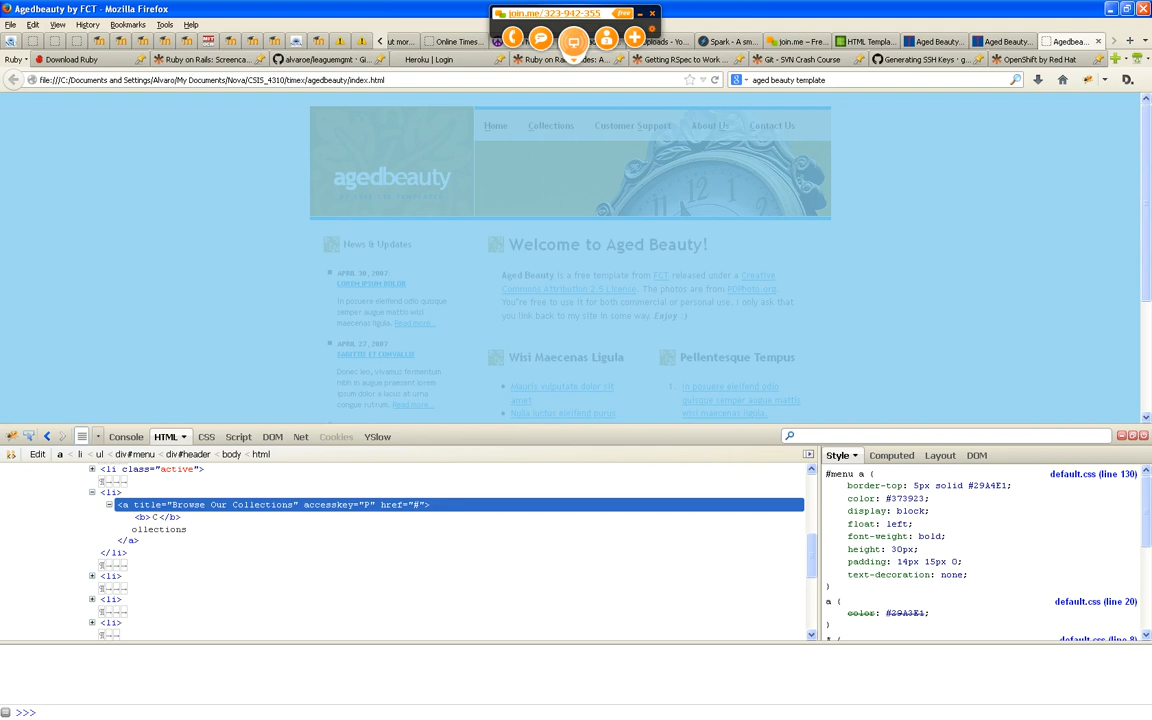 Agedbeauty by FCT - Mozilla Firefox
join.me/323-942-355 free
File Edit View History Bookmarks Tools Help
ut mor... Online Times... ploads - Yo... Spark - A sm... join.me – Fre... HTML Templa... Aged Beauty... Aged Beauty... Agedbea...
Ruby Download Ruby Ruby on Rails: Screenca... alvaroe/leaguemgmt · Gi... Heroku | Login Getting RSpec to Work ... Git - SVN Crash Course Generating SSH Keys · g... OpenShift by Red Hat
file:///C:/Documents and Settings/Alvaro/My Documents/Nova/CSIS_4310/timex/agedbeauty/index.html
aged beauty template
Home Collections Customer Support About Us Contact Us
agedbeauty
News & Updates
Welcome to Aged Beauty!
APRIL 30, 2007
LOREM IPSUM DOLOR
In posuere eleifend odio quisque
semper augue mattis wisi
maecenas ligula. Read more...
Aged Beauty is a free template from FCT released under a Creative
Commons Attribution 2.5 License. The photos are from PDPhoto.org.
You're free to use it for both commercial or personal use. I only ask that
you link back to my site in some way. Enjoy :)
APRIL 27, 2007
SAGITTIS ET CONVALLIS
Donec leo, vivamus fermentum
nibh in augue praesent lorem
ipsum dolor a lacus at urna
congue rutrum. Read more...
Wisi Maecenas Ligula
Mauris vulputate dolor sit
amet
Nulla luctus eleifend purus
Pellentesque Tempus
1. In posuere eleifend odio
quisque semper augue mattis
wisi maecenas ligula.
Console HTML CSS Script DOM Net Cookies YSlow
Edit a < li < ul < div#menu < div#header < body < html
<li class="active">
<li>
<a title="Browse Our Collections" accesskey="P" href="#">
<b> C </b>
ollections
</a>
</li>
<li>
<li>
<li>
Style Computed Layout DOM
#menu a { default.css (line 130)
border-top: 5px solid #29A4E1;
color: #373923;
display: block;
float: left;
font-weight: bold;
height: 30px;
padding: 14px 15px 0;
text-decoration: none;
}
a { default.css (line 20)
color: #29A3E1;
}
* { default.css (line 8)
>>>